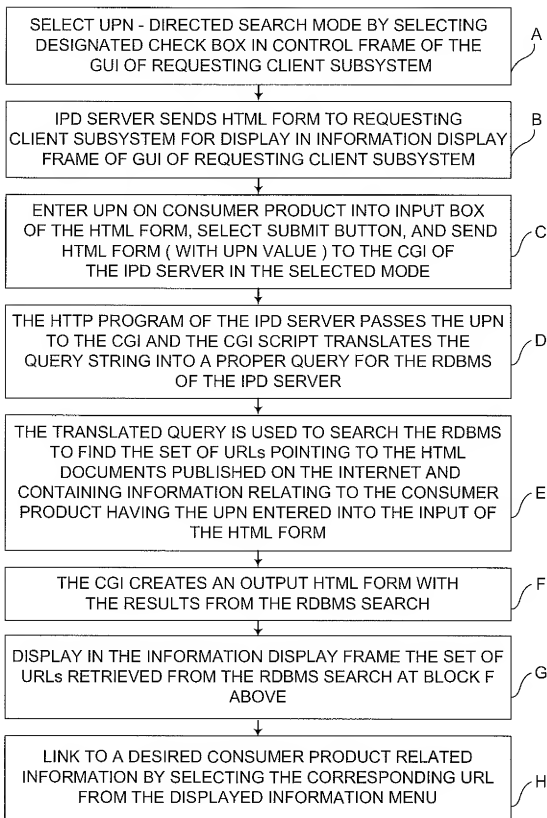 SELECT UPN - DIRECTED SEARCH MODE BY SELECTING
DESIGNATED CHECK BOX IN CONTROL FRAME OF THE
GUI OF REQUESTING CLIENT SUBSYSTEM
A
IPD SERVER SENDS HTML FORM TO REQUESTING
CLIENT SUBSYSTEM FOR DISPLAY IN INFORMATION DISPLAY
FRAME OF GUI OF REQUESTING CLIENT SUBSYSTEM
B
ENTER UPN ON CONSUMER PRODUCT INTO INPUT BOX
OF THE HTML FORM, SELECT SUBMIT BUTTON, AND SEND
HTML FORM ( WITH UPN VALUE ) TO THE CGI OF
THE IPD SERVER IN THE SELECTED MODE
C
THE HTTP PROGRAM OF THE IPD SERVER PASSES THE UPN
TO THE CGI AND THE CGI SCRIPT TRANSLATES THE
QUERY STRING INTO A PROPER QUERY FOR THE RDBMS
OF THE IPD SERVER
D
THE TRANSLATED QUERY IS USED TO SEARCH THE RDBMS
TO FIND THE SET OF URLs POINTING TO THE HTML
DOCUMENTS PUBLISHED ON THE INTERNET AND
CONTAINING INFORMATION RELATING TO THE CONSUMER
PRODUCT HAVING THE UPN ENTERED INTO THE INPUT OF
THE HTML FORM
E
THE CGI CREATES AN OUTPUT HTML FORM WITH
THE RESULTS FROM THE RDBMS SEARCH
F
DISPLAY IN THE INFORMATION DISPLAY FRAME THE SET OF
URLs RETRIEVED FROM THE RDBMS SEARCH AT BLOCK F
ABOVE
G
LINK TO A DESIRED CONSUMER PRODUCT RELATED
INFORMATION BY SELECTING THE CORRESPONDING URL
FROM THE DISPLAYED INFORMATION MENU
H